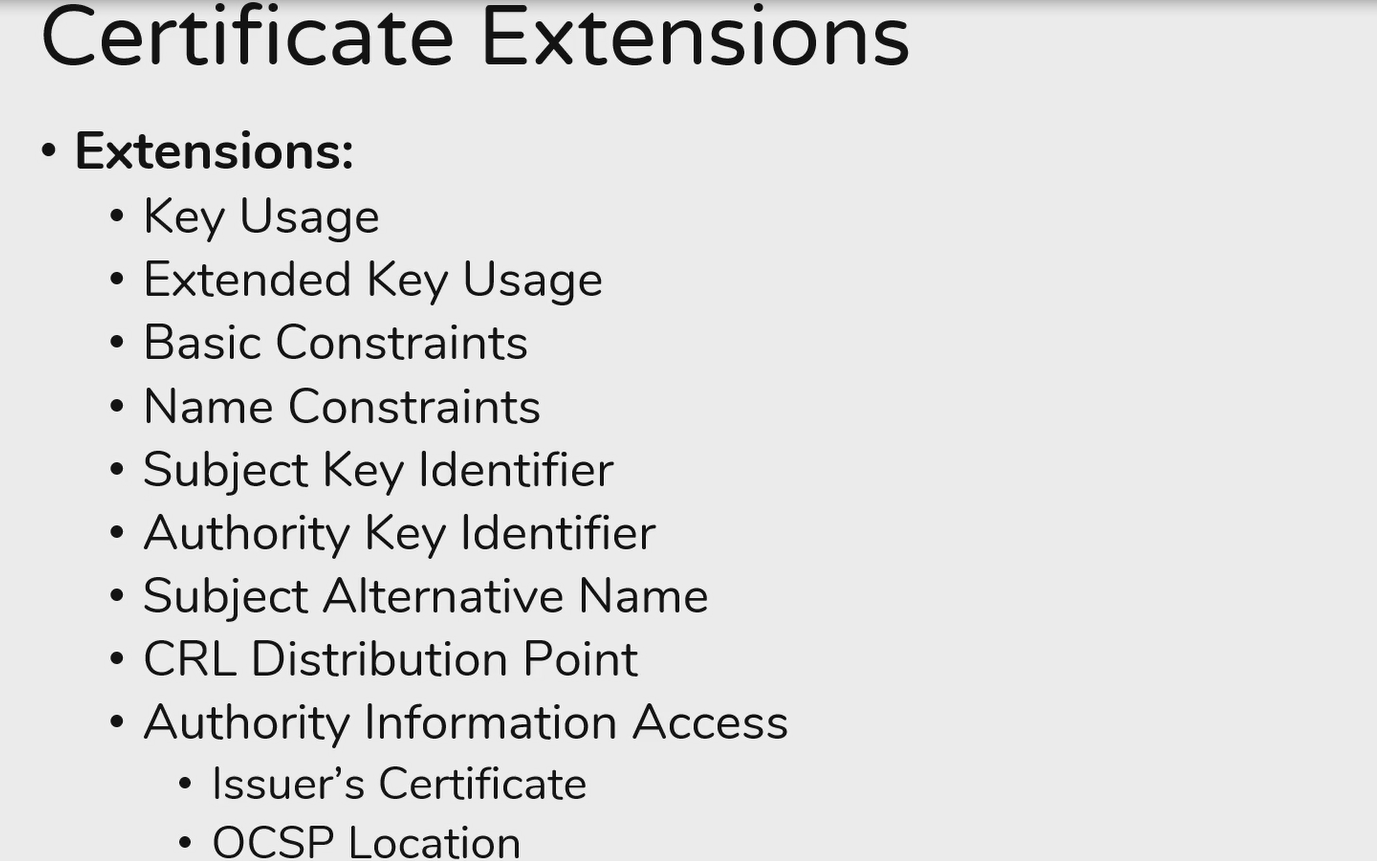 Certificate Extensions
• Extensions:
• Key Usage
• Extended Key Usage
• Basic Constraints
• Name Constraints
• Subject Key Identifier
• Authority Key Identifier
• Subject Alternative Name
• CRL Distribution Point
• Authority Information Access
• Issuer’s Certificate
• OCSP Location